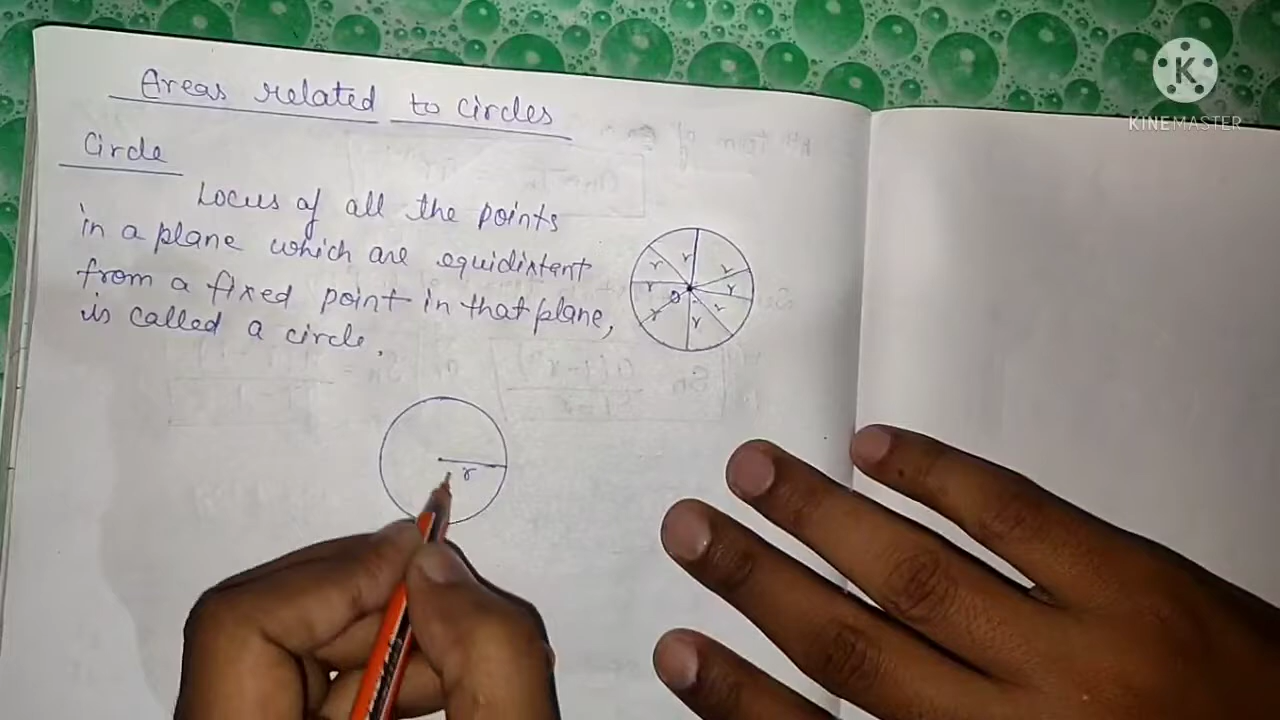 Areas related to circles
Circle
Locus of all the points
in a plane which are equidistant
from a fixed point in that plane,
is called a circle.
r
r
r
r
r
r
r
r
O
r
K
KINEMASTER